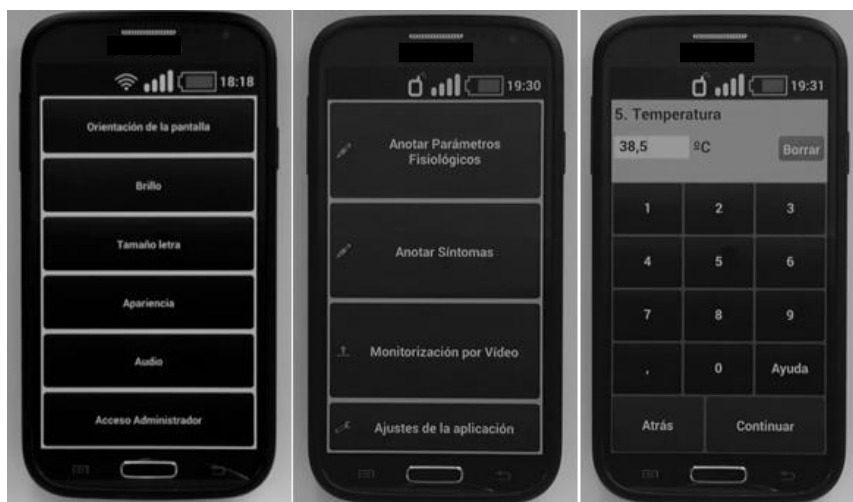 18:18
Orientación de la pantalla
Brillo
Tamaño letra
Apariencia
Audio
Acceso Administrador
19:30
Anotar Parámetros
Fisiológicos
Anotar Síntomas
Monitorización por Vídeo
Ajustes de la aplicación
19:31
5. Temperatura
38,5 ºC Borrar
1 2 3
4 5 6
7 8 9
, 0 Ayuda
Atrás Continuar